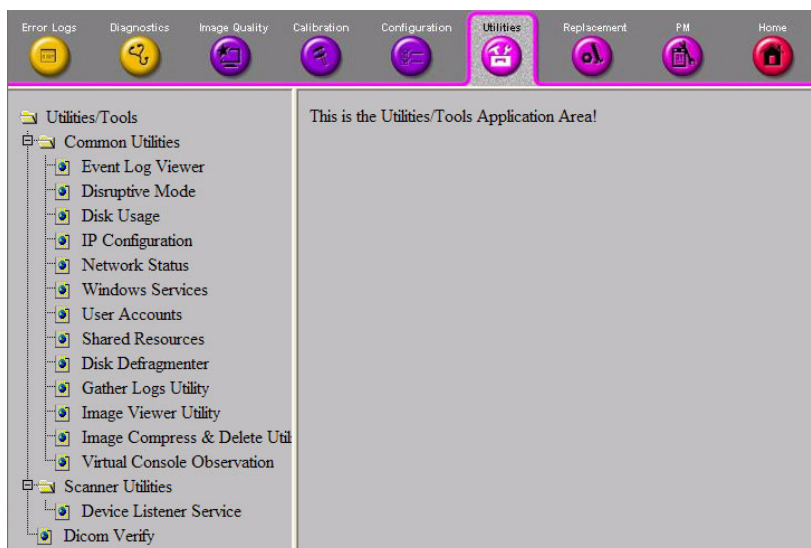 Error Logs Diagnostics Image Quality Calibration Configuration Utilities Replacement PM Home
Utilities/Tools
Common Utilities
Event Log Viewer
Disruptive Mode
Disk Usage
IP Configuration
Network Status
Windows Services
User Accounts
Shared Resources
Disk Defragmenter
Gather Logs Utility
Image Viewer Utility
Image Compress & Delete Util
Virtual Console Observation
Scanner Utilities
Device Listener Service
Dicom Verify
This is the Utilities/Tools Application Area!